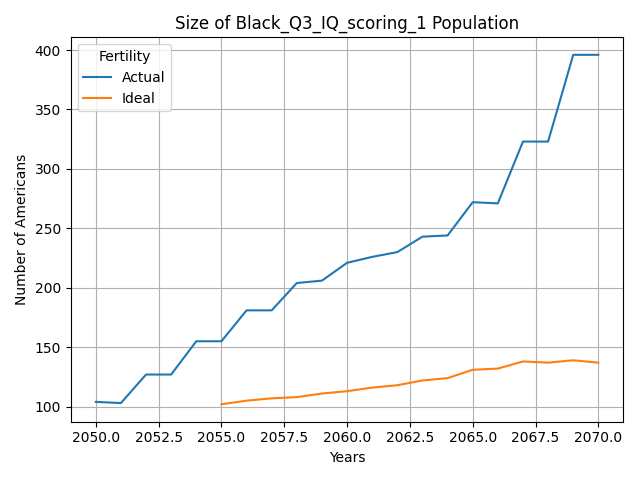 Size of Black_Q3_IQ_scoring_1 Population
Fertility
Actual
Ideal
Number of Americans
400
350
300
250
200
150
100
2050.0 2052.5 2055.0 2057.5 2060.0 2062.5 2065.0 2067.5 2070.0
Years